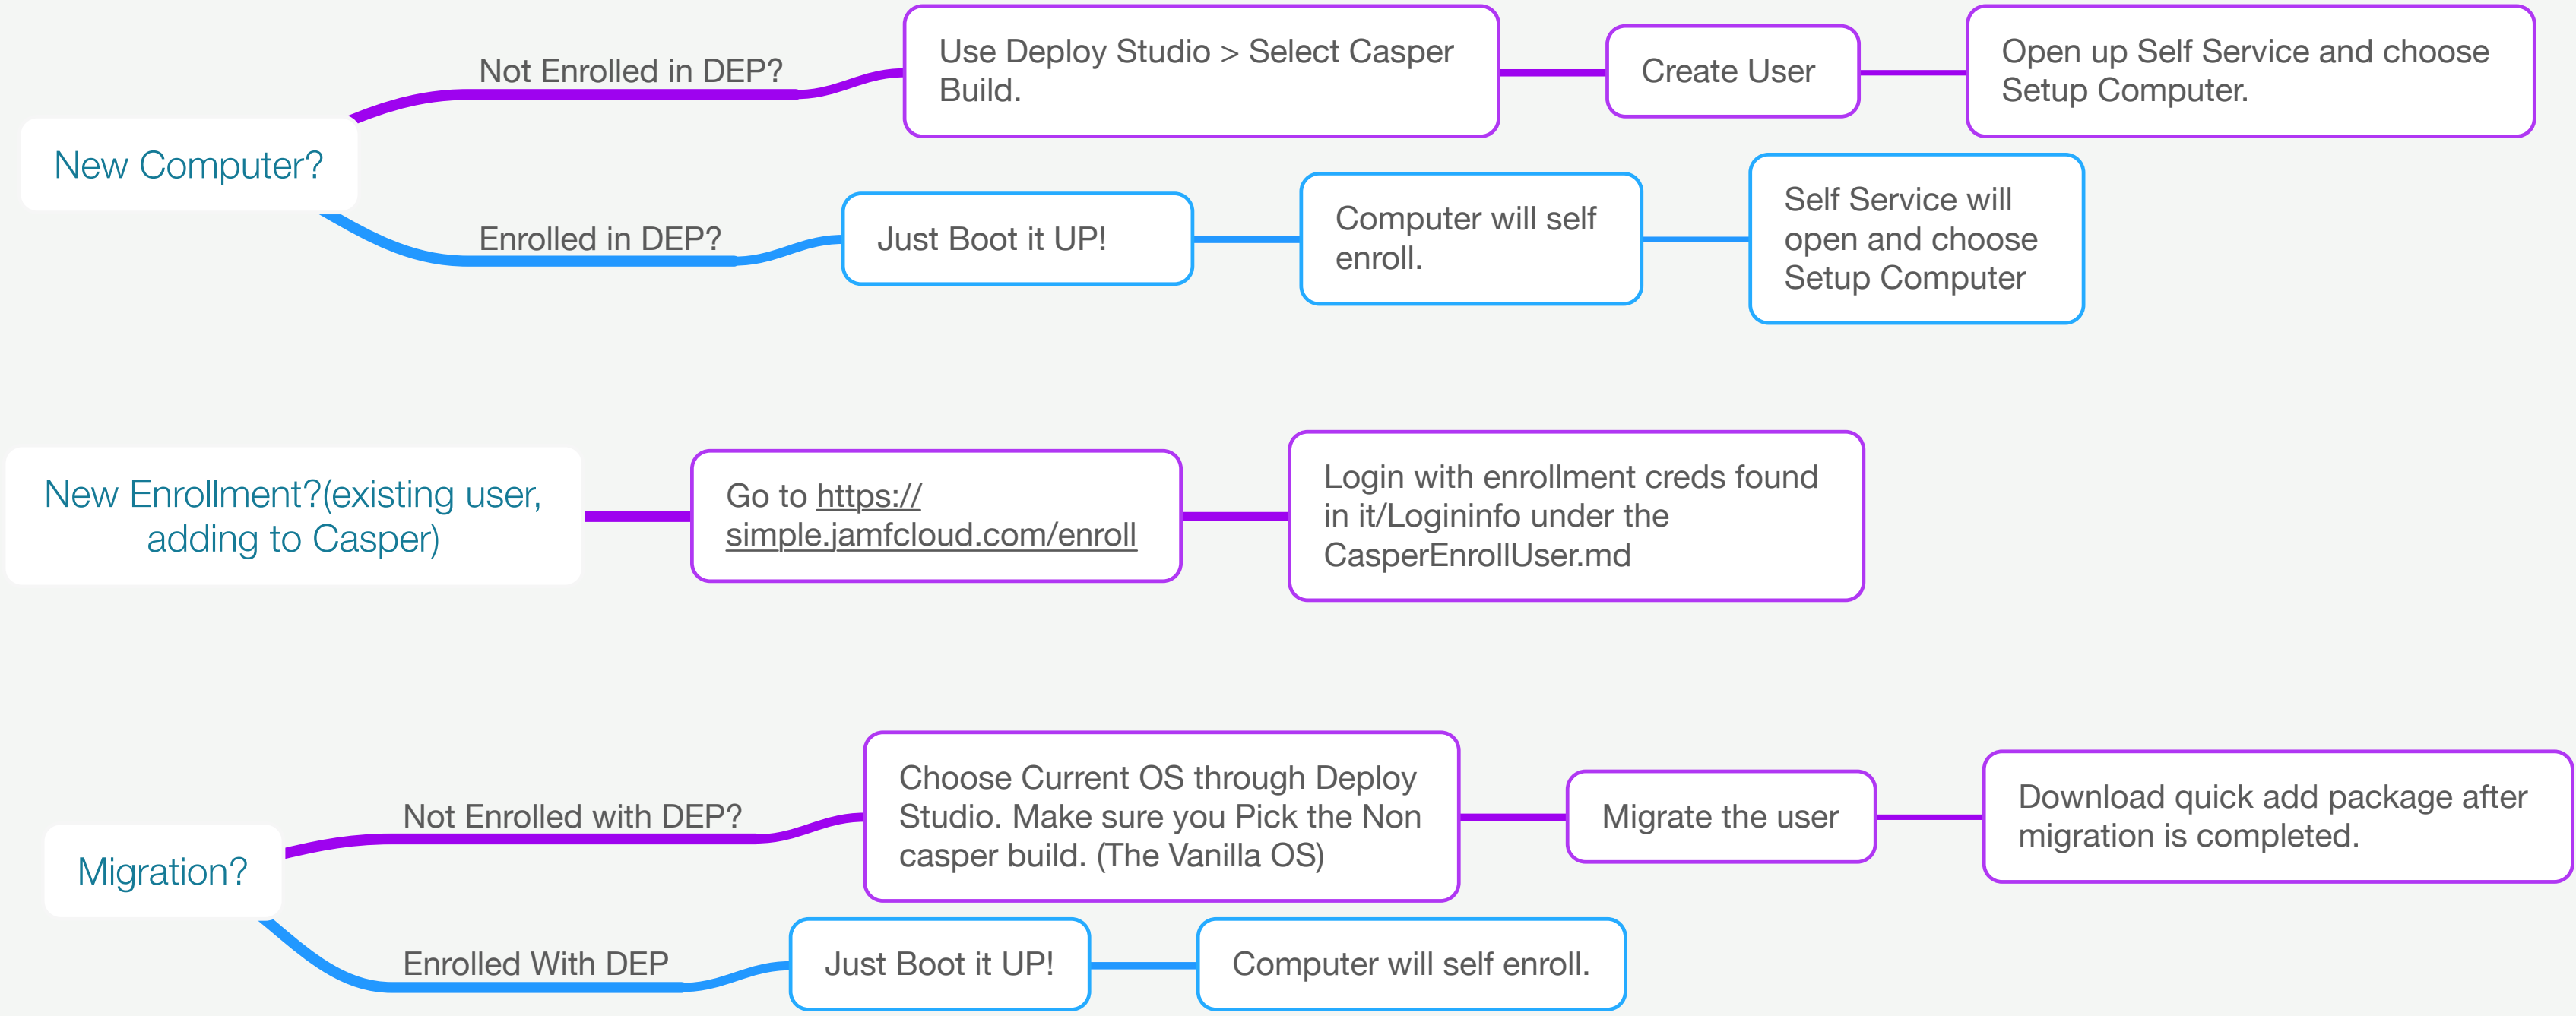 New Computer?
Not Enrolled in DEP?
Use Deploy Studio > Select Casper
Build.
Create User
Open up Self Service and choose
Setup Computer.
Enrolled in DEP?
Just Boot it UP!
Computer will self
enroll.
Self Service will
open and choose
Setup Computer
New Enrollment?(existing user,
adding to Casper)
Go to https://
simple.jamfcloud.com/enroll
Login with enrollment creds found
in it/Logininfo under the
CasperEnrollUser.md
Migration?
Not Enrolled with DEP?
Choose Current OS through Deploy
Studio. Make sure you Pick the Non
casper build. (The Vanilla OS)
Migrate the user
Download quick add package after
migration is completed.
Enrolled With DEP
Just Boot it UP!
Computer will self enroll.